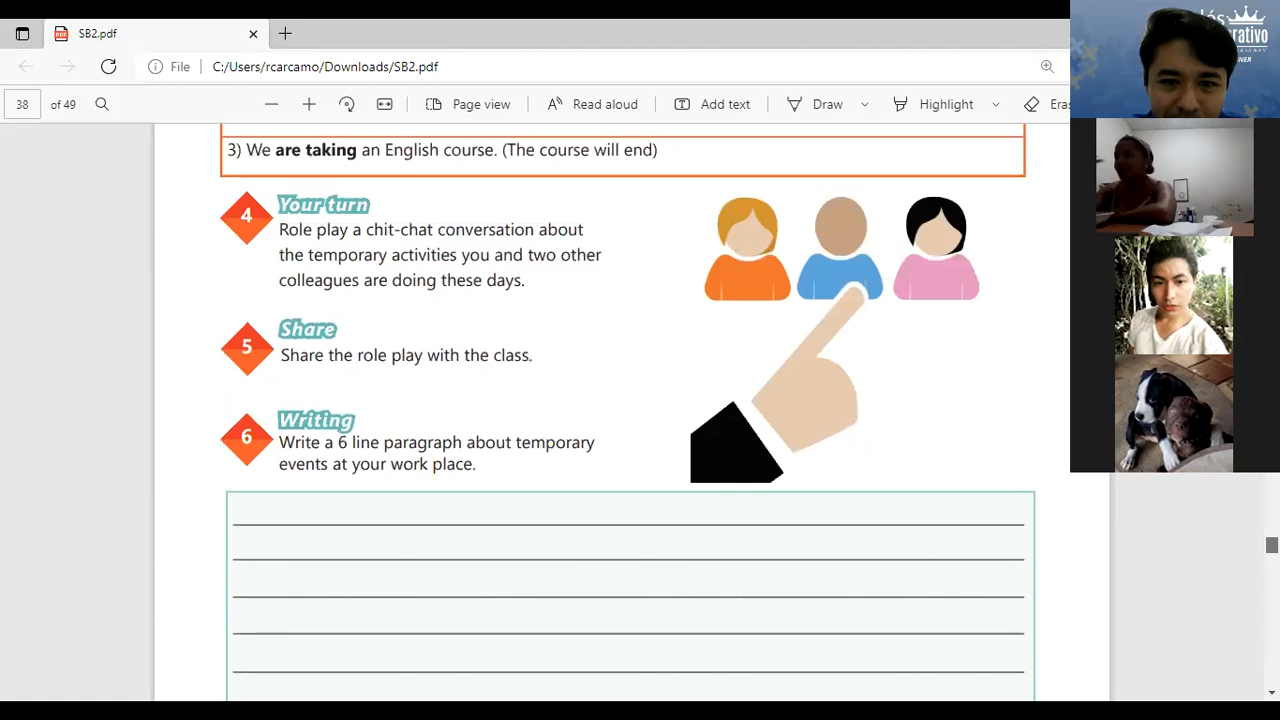 SB2.pdf
File C:/Users/rcarcamo/Downloads/SB2.pdf
38 of 49 Page view Read aloud Add text Draw Highlight Eras
3) We are taking an English course. (The course will end)
4 Your turn
Role play a chit-chat conversation about
the temporary activities you and two other
colleagues are doing these days.
5 Share
Share the role play with the class.
6 Writing
Write a 6 line paragraph about temporary
events at your work place.